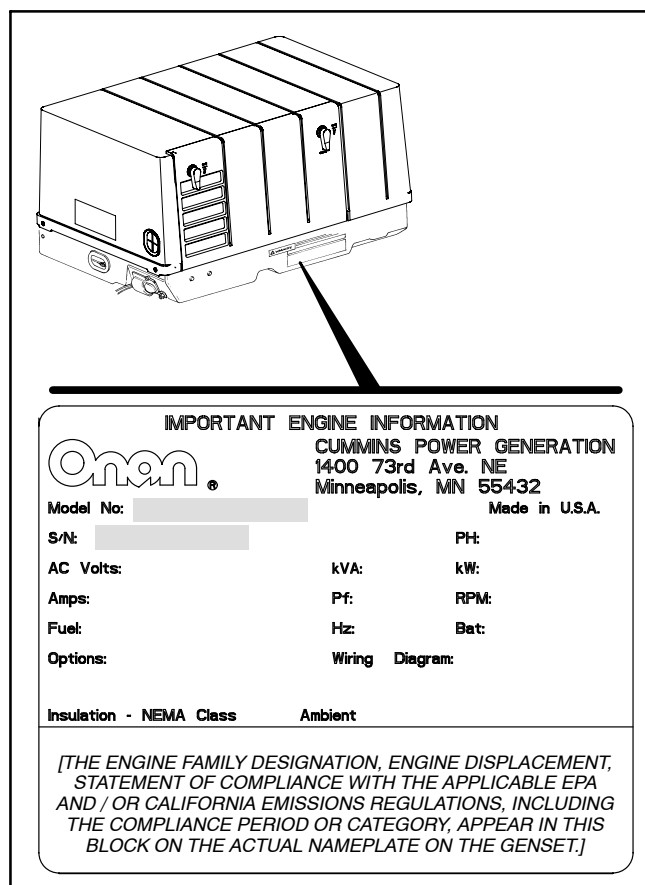 IMPORTANT ENGINE INFORMATION
Onan ®
CUMMINS POWER GENERATION
1400 73rd Ave. NE
Minneapolis, MN 55432
Model No:
Made in U.S.A.
S/N:
PH:
AC Volts:
kVA:
kW:
Amps:
Pf:
RPM:
Fuel:
Hz:
Bat:
Options:
Wiring Diagram:
Insulation - NEMA Class
Ambient
[THE ENGINE FAMILY DESIGNATION, ENGINE DISPLACEMENT,
STATEMENT OF COMPLIANCE WITH THE APPLICABLE EPA
AND / OR CALIFORNIA EMISSIONS REGULATIONS, INCLUDING
THE COMPLIANCE PERIOD OR CATEGORY, APPEAR IN THIS
BLOCK ON THE ACTUAL NAMEPLATE ON THE GENSET.]